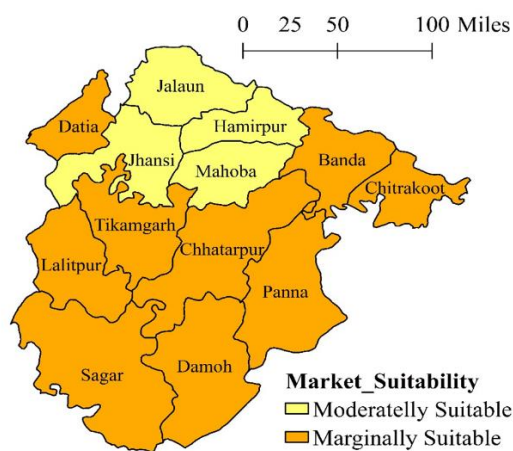 0 25 50 100 Miles
Jalaun
Datia
Hamirpur
Jhansi
Banda
Mahoba
Chitrakoot
Tikamgarh
Chhatarpur
Lalitpur
Panna
Sagar
Damoh
Market_Suitability
Moderatelly Suitable
Marginally Suitable